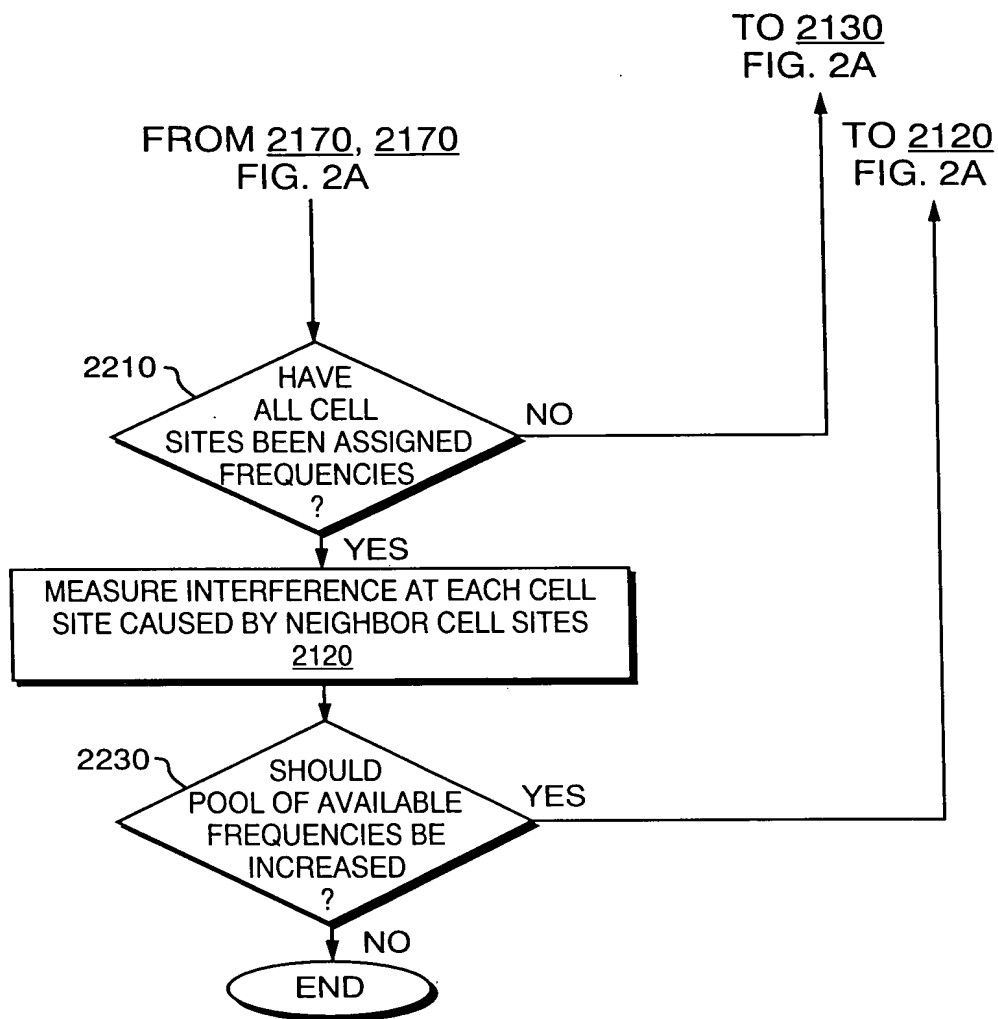 TO 2130
FIG. 2A
FROM 2170, 2170
FIG. 2A
TO 2120
FIG. 2A
2210
HAVE
ALL CELL
SITES BEEN ASSIGNED
FREQUENCIES
?
NO
YES
MEASURE INTERFERENCE AT EACH CELL
SITE CAUSED BY NEIGHBOR CELL SITES
2120
2230
SHOULD
POOL OF AVAILABLE
FREQUENCIES BE
INCREASED
?
YES
NO
END